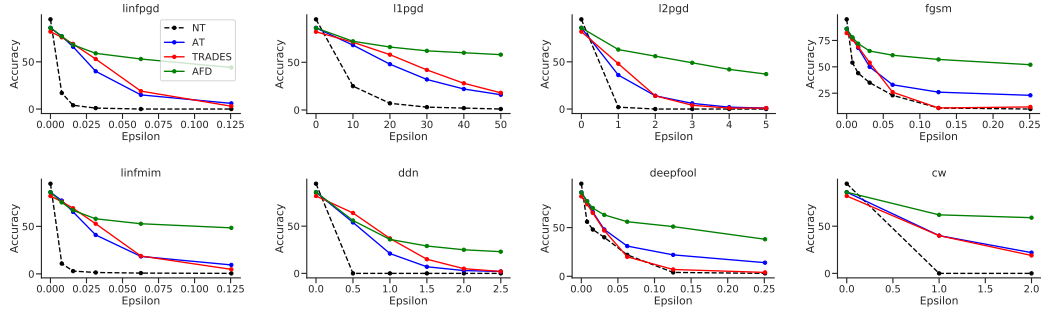 linfpgd
l1pgd
l2pgd
fgsm
NT
AT
TRADES
AFD
Accuracy
50
0
0.000 0.025 0.050 0.075 0.100 0.125
Epsilon
Accuracy
50
0
0 10 20 30 40 50
Epsilon
Accuracy
50
0
0 1 2 3 4 5
Epsilon
Accuracy
75
50
25
0.00 0.05 0.10 0.15 0.20 0.25
Epsilon
linfmim
ddn
deepfool
cw
Accuracy
50
0
0.000 0.025 0.050 0.075 0.100 0.125
Epsilon
Accuracy
50
0
0.0 0.5 1.0 1.5 2.0 2.5
Epsilon
Accuracy
50
0
0.00 0.05 0.10 0.15 0.20 0.25
Epsilon
Accuracy
50
0
0.0 0.5 1.0 1.5 2.0
Epsilon